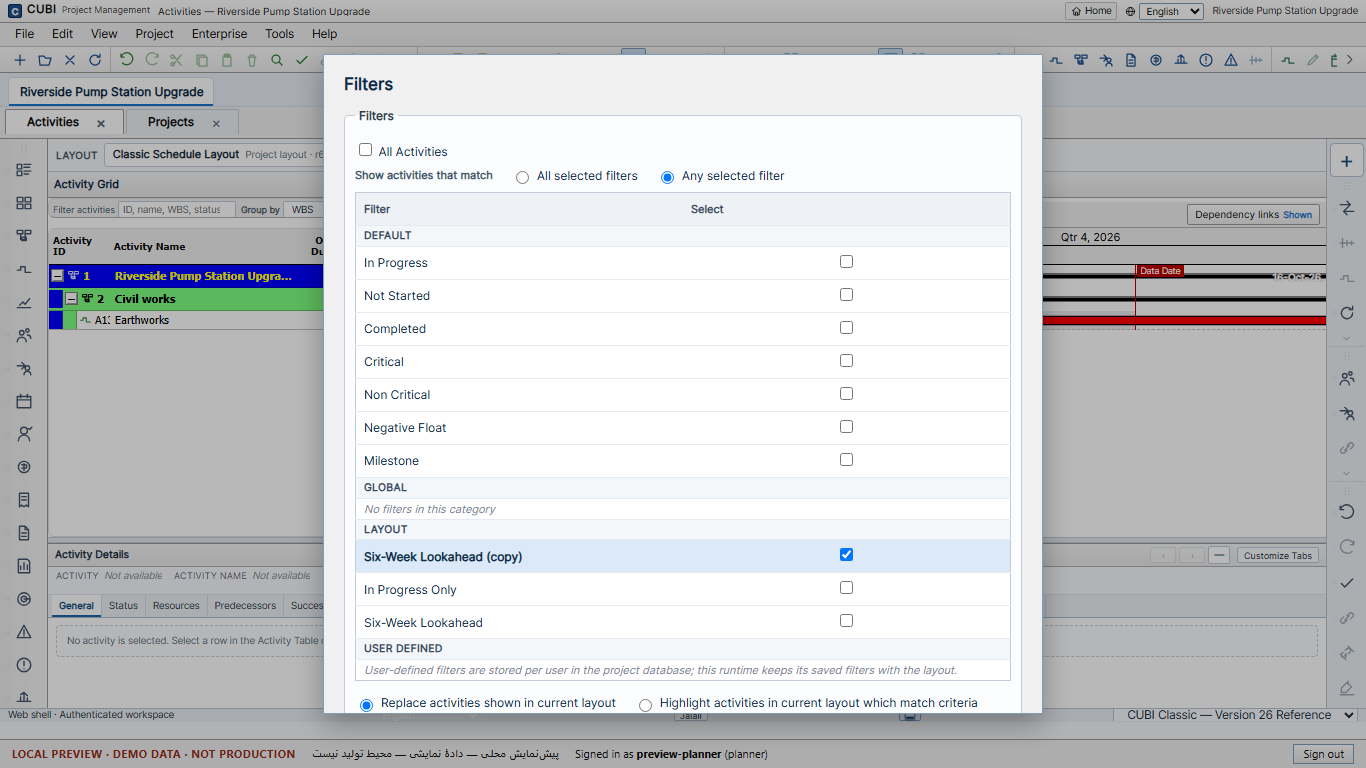 CUBI Project Management Activities — Riverside Pump Station Upgrade
Home English Riverside Pump Station Upgrade
File Edit View Project Enterprise Tools Help
Riverside Pump Station Upgrade
Activities × Projects ×
LAYOUT Classic Schedule Layout Project layout · r6
Activity Grid
Filter activities ID, name, WBS, status Group by WBS
Dependency links Shown
Activity ID Activity Name
Qtr 4, 2026
1 Riverside Pump Station Upgra...
Data Date
16-Oct-26
2 Civil works
Earthworks
Filters
Filters
All Activities
Show activities that match All selected filters Any selected filter
Filter Select
DEFAULT
In Progress
Not Started
Completed
Critical
Non Critical
Negative Float
Milestone
GLOBAL
No filters in this category
LAYOUT
Six-Week Lookahead (copy)
In Progress Only
Six-Week Lookahead
USER DEFINED
User-defined filters are stored per user in the project database; this runtime keeps its saved filters with the layout.
Replace activities shown in current layout Highlight activities in current layout which match criteria
Activity Details
Customize Tabs
ACTIVITY Not available ACTIVITY NAME Not available
General Status Resources Predecessors
No activity is selected. Select a row in the Activity Table
Web shell · Authenticated workspace
Jalali
CUBI Classic — Version 26 Reference
LOCAL PREVIEW · DEMO DATA · NOT PRODUCTION پیش‌نمایش محلی — دادهٔ نمایشی — محیط تولید نیست Signed in as preview-planner (planner)
Sign out